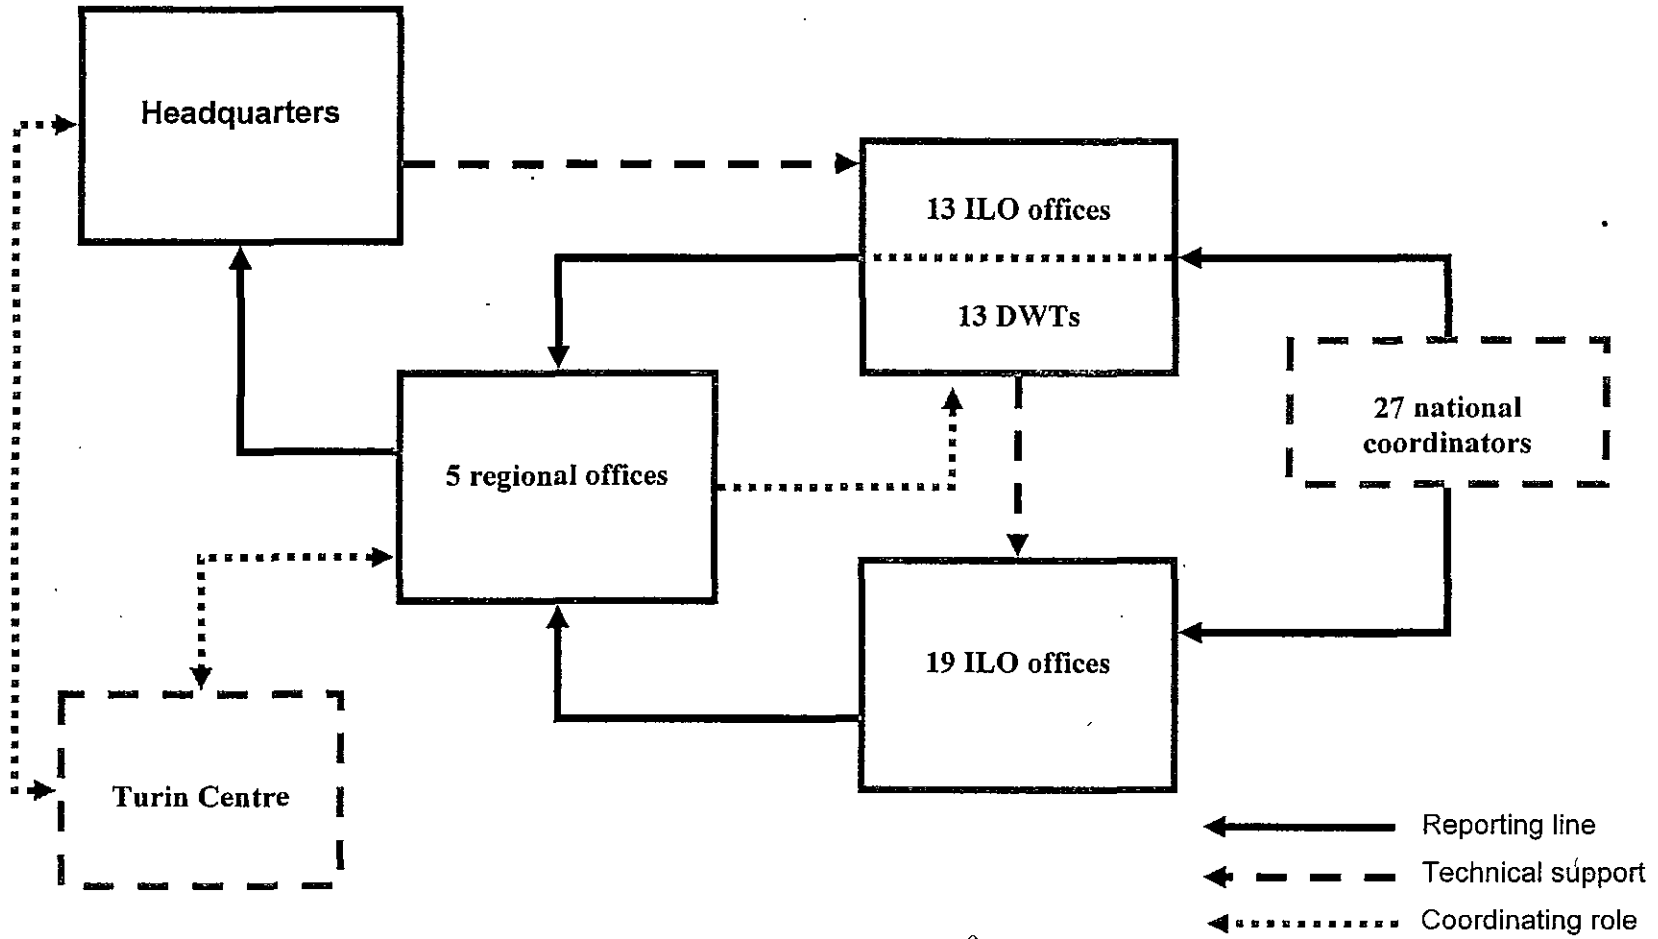 Headquarters
13 ILO offices
13 DWTs
27 national
coordinators
5 regional offices
19 ILO offices
Turin Centre
Reporting line
Technical support
Coordinating role